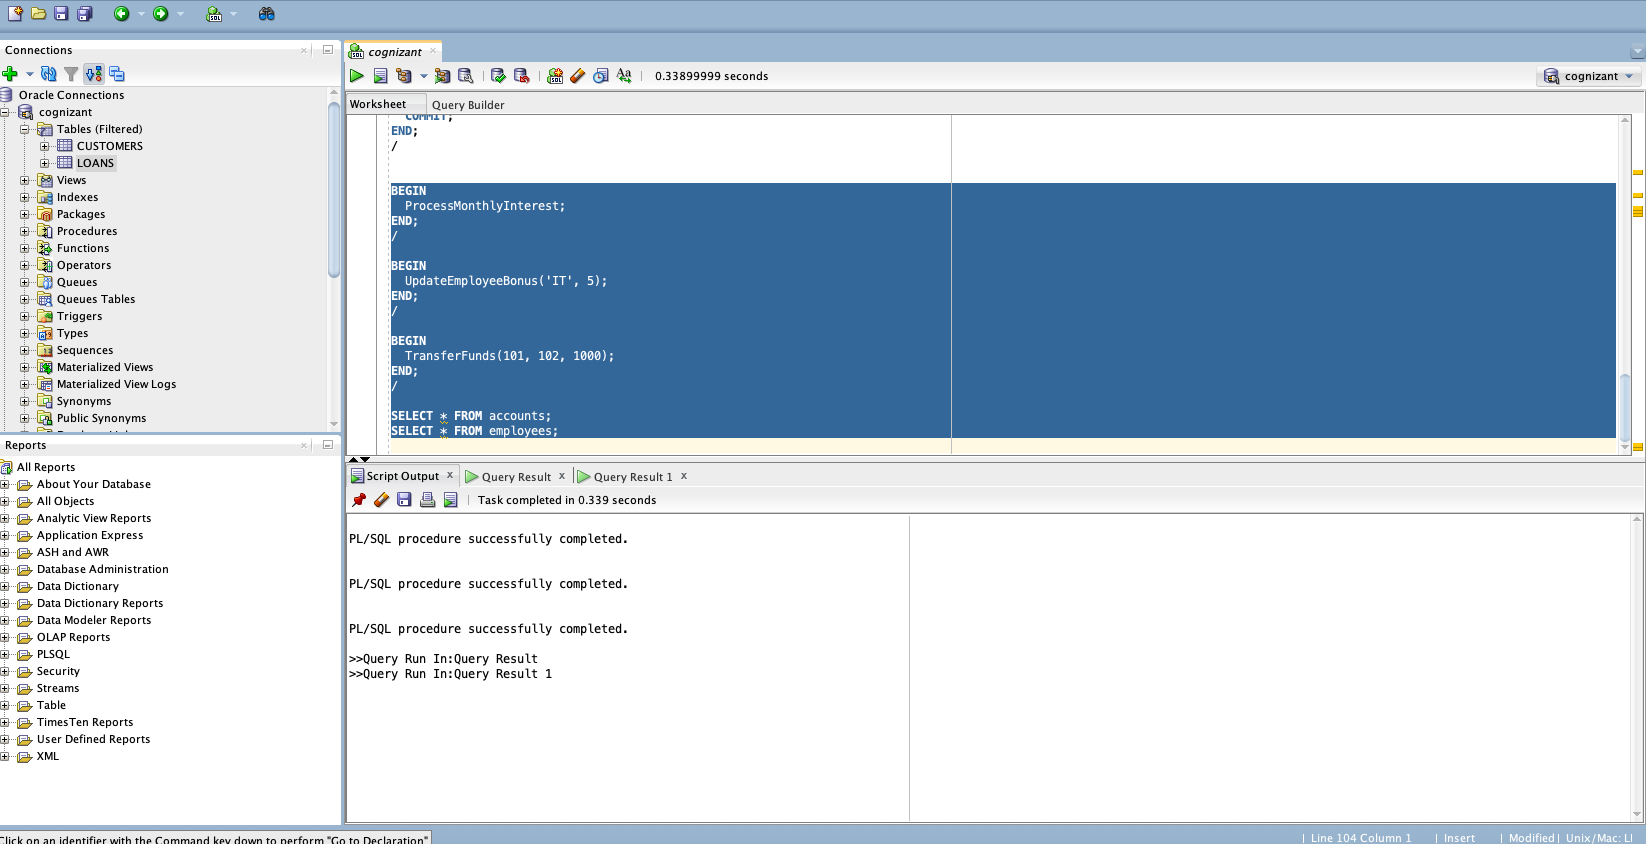 Connections
Oracle Connections
cognizant
Tables (Filtered)
CUSTOMERS
LOANS
Views
Indexes
Packages
Procedures
Functions
Operators
Queues
Queues Tables
Triggers
Types
Sequences
Materialized Views
Materialized View Logs
Synonyms
Public Synonyms
Reports
All Reports
About Your Database
All Objects
Analytic View Reports
Application Express
ASH and AWR
Database Administration
Data Dictionary
Data Dictionary Reports
Data Modeler Reports
OLAP Reports
PLSQL
Security
Streams
Table
TimesTen Reports
User Defined Reports
XML
cognizant
0.33899999 seconds
cognizant
Worksheet Query Builder
COMMIT;
END;
/
BEGIN
ProcessMonthlyInterest;
END;
/
BEGIN
UpdateEmployeeBonus('IT', 5);
END;
/
BEGIN
TransferFunds(101, 102, 1000);
END;
/
SELECT * FROM accounts;
SELECT * FROM employees;
Script Output x Query Result x Query Result 1 x
Task completed in 0.339 seconds
PL/SQL procedure successfully completed.
PL/SQL procedure successfully completed.
PL/SQL procedure successfully completed.
>>Query Run In:Query Result
>>Query Run In:Query Result 1
Click on an identifier with the Command key down to perform "Go to Declaration"
| Line 104 Column 1 | Insert | Modified | Unix/Mac: LI